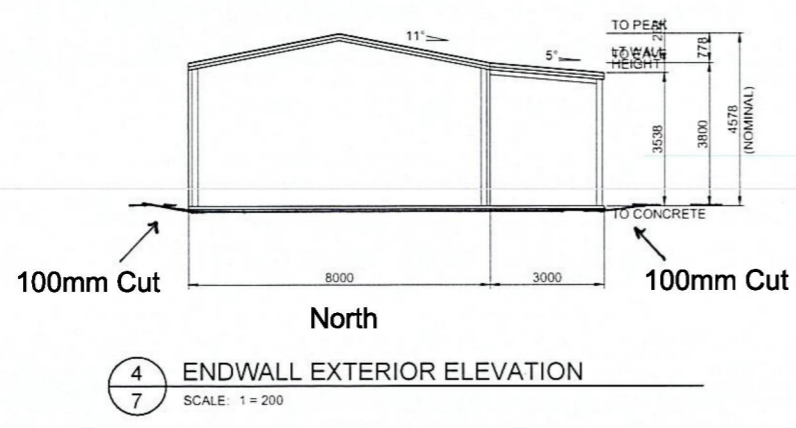 TO PEAK
11°
5°
TO EAVE
HEIGHT
778
3538
3800
4578
(NOMINAL)
TO CONCRETE
100mm Cut
8000
3000
100mm Cut
North
4
7
ENDWALL EXTERIOR ELEVATION
SCALE: 1 = 200